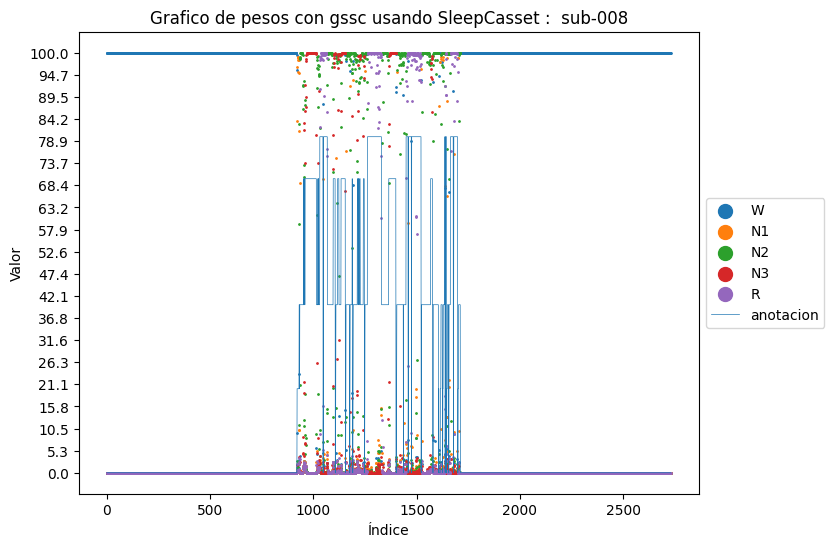 Grafico de pesos con gssc usando SleepCasset :  sub-008
100.0
94.7
89.5
84.2
78.9
73.7
68.4
63.2
57.9
52.6
47.4
42.1
36.8
31.6
26.3
21.1
15.8
10.5
5.3
0.0
Valor
0 500 1000 1500 2000 2500
Índice
W
N1
N2
N3
R
anotacion